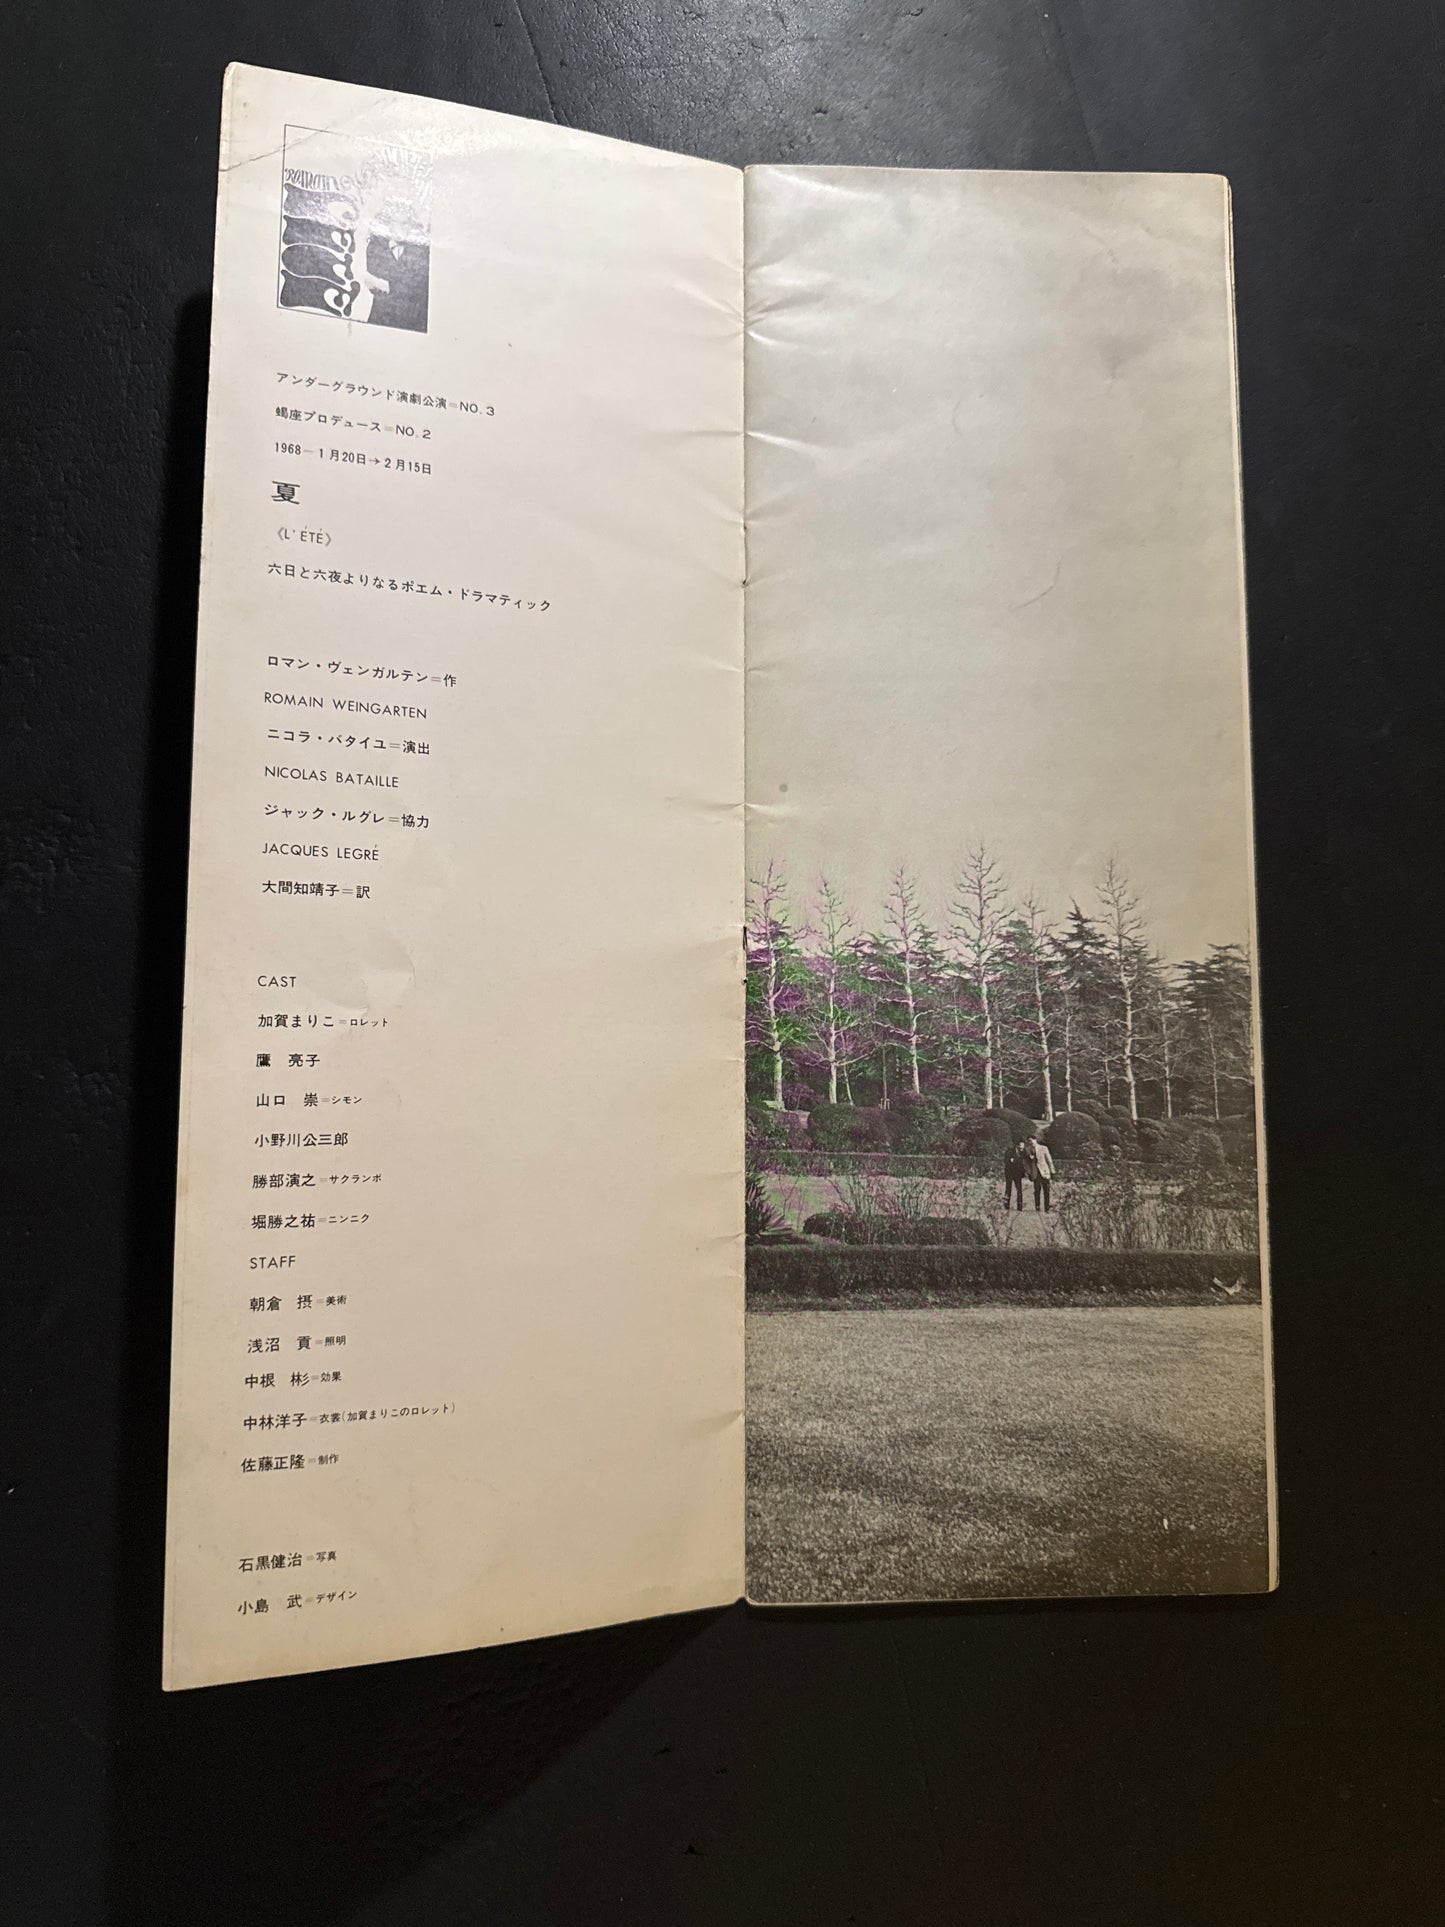 ROMAIN
アンダーグラウンド演劇公演=NO.3
蝎座プロデュース=NO.2
1968—1月20日→2月15日
夏
《L'ÉTÉ》
六日と六夜よりなるポエム・ドラマティック
ロマン・ヴェンガルテン=作
ROMAIN WEINGARTEN
ニコラ・バタイユ=演出
NICOLAS BATAILLE
ジャック・ルグレ=協力
JACQUES LEGRÉ
大間知靖子=訳
CAST
加賀まりこ=ロレット
鷹 亮子
山口 崇=シモン
小野川公三郎
勝部演之=サクランボ
堀勝之祐=ニンニク
STAFF
朝倉 摂=美術
浅沼 貢=照明
中根 彬=効果
中林洋子=衣裳(加賀まりこのロレット)
佐藤正隆=制作
石黒健治=写真
小島 武=デザイン